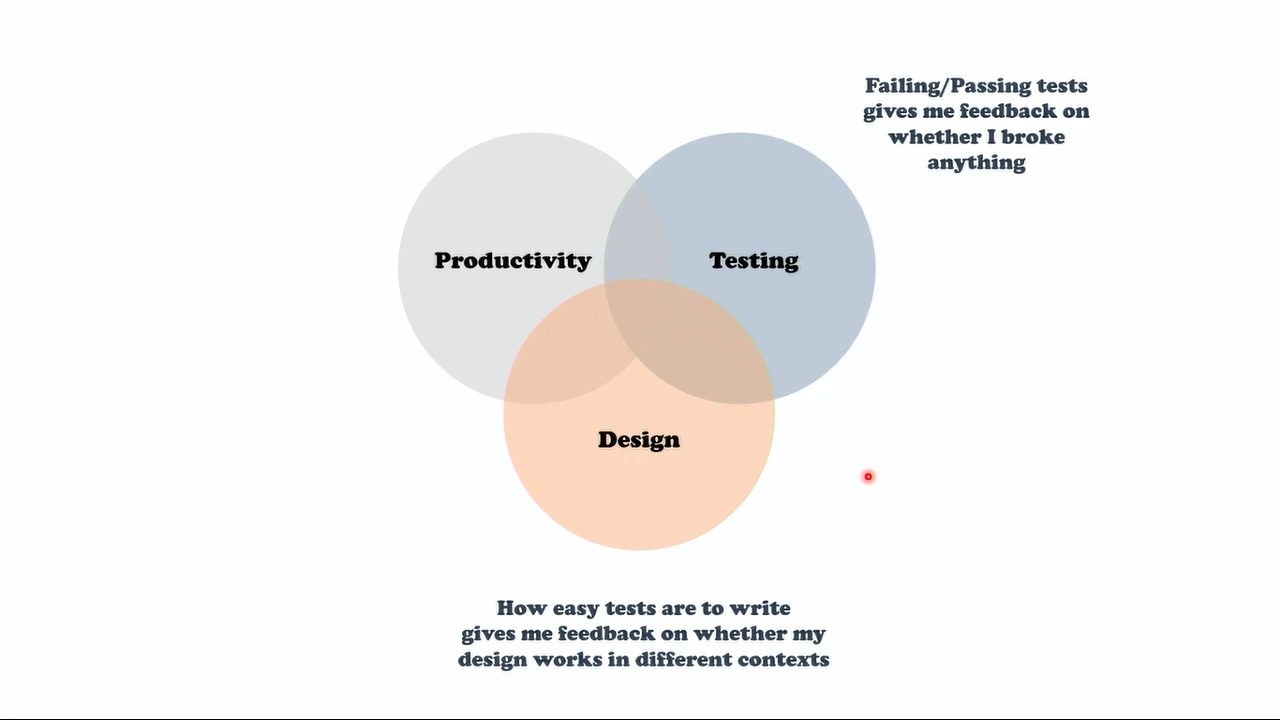 Failing/Passing tests
gives me feedback on
whether I broke
anything
Productivity
Testing
Design
How easy tests are to write
gives me feedback on whether my
design works in different contexts